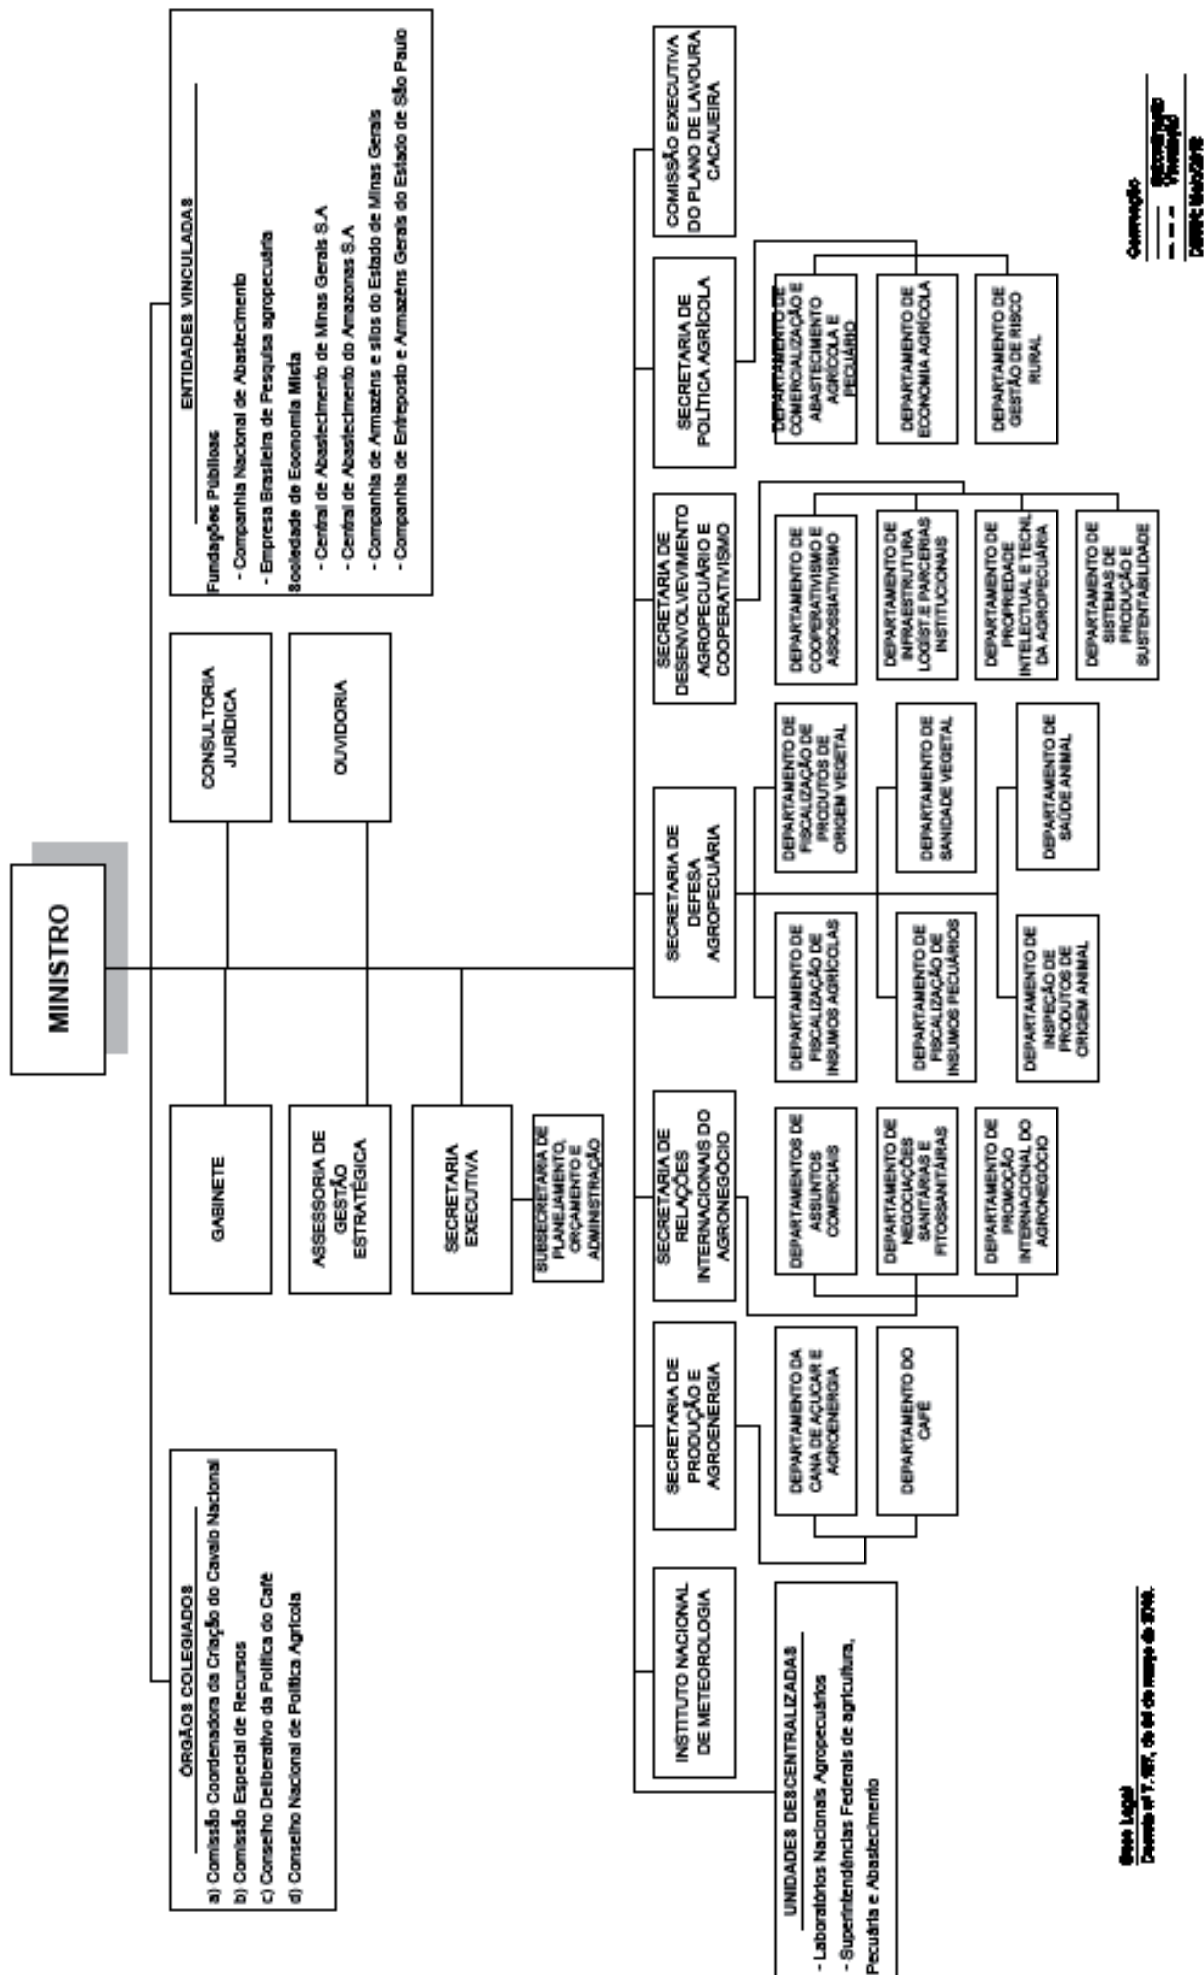 MINISTRO
ÓRGÃOS COLEGIADOS
a) Comissão Coordenadora da Criação do Cavalo Nacional
b) Comissão Especial de Recursos
c) Conselho Deliberativo da Política do Café
d) Conselho Nacional de Política Agrícola
GABINETE
CONSULTORIA
JURÍDICA
ASSESSORIA DE
GESTÃO
ESTRATÉGICA
OUVIDORIA
SECRETARIA
EXECUTIVA
SUBSECRETARIA DE
PLANEJAMENTO,
ORÇAMENTO E
ADMINISTRAÇÃO
ENTIDADES VINCULADAS
Fundações Públicas
- Companhia Nacional de Abastecimento
- Empresa Brasileira de Pesquisa agropecuária
Sociedade de Economia Mista
- Central de Abastecimento de Minas Gerais S.A
- Central de Abastecimento do Amazonas S.A
- Companhia de Armazéns e silos do Estado de Minas Gerais
- Companhia de Entreposto e Armazéns Gerais do Estado de São Paulo
INSTITUTO NACIONAL
DE METEOROLOGIA
UNIDADES DESCENTRALIZADAS
- Laboratórios Nacionais Agropecuários
- Superintendências Federais de agricultura,
Pecuária e Abastecimento
SECRETARIA DE
PRODUÇÃO E
AGROENERGIA
DEPARTAMENTO DA
CANA DE AÇUCAR E
AGROENERGIA
DEPARTAMENTO DO
CAFÉ
SECRETARIA DE
RELAÇÕES
INTERNACIONAIS DO
AGRONEGÓCIO
DEPARTAMENTOS DE
ASSUNTOS
COMERCIAIS
DEPARTAMENTO DE
NEGOCIAÇÕES
SANITÁRIAS E
FITOSSANITÁIRAS
DEPARTAMENTO DE
PROMOÇÃO
INTERNACIONAL DO
AGRONEGÓCIO
SECRETARIA DE
DEFESA
AGROPECUÁRIA
DEPARTAMENTO DE
FISCALIZAÇÃO DE
INSUMOS AGRÍCOLAS
DEPARTAMENTO DE
FISCALIZAÇÃO DE
PRODUTOS DE
ORIGEM VEGETAL
DEPARTAMENTO DE
FISCALIZAÇÃO DE
INSUMOS PECUÁRIOS
DEPARTAMENTO DE
SANIDADE VEGETAL
DEPARTAMENTO DE
INSPEÇÃO DE
PRODUTOS DE
ORIGEM ANIMAL
DEPARTAMENTO DE
SAÚDE ANIMAL
SECRETARIA DE
DESENVOLVEVIMENTO
AGROPECUÁRIO E
COOPERATIVISMO
DEPARTAMENTO DE
COOPERATIVISMO E
ASSOSSIATIVISMO
DEPARTAMENTO DE
INFRAESTRUTURA
LOGÍST.E PARCERIAS
INSTITUCIONAIS
DEPARTAMENTO DE
PROPRIEDADE
INTELECTUAL E TECNL
DA AGROPECUÁRIA
DEPARTAMENTO DE
SISTEMAS DE
PRODUÇÃO E
SUSTENTABILIDADE
SECRETARIA DE
POLÍTICA AGRÍCOLA
DEPARTAMENTO DE
COMERCIALIZAÇÃO E
ABASTECIMENTO
AGRÍCOLA E
PECUÁRIO
DEPARTAMENTO DE
ECONOMIA AGRÍCOLA
DEPARTAMENTO DE
GESTÃO DE RISCO
RURAL
COMISSÃO EXECUTIVA
DO PLANO DE LAVOURA
CACAUEIRA
Base Legal
Convenção